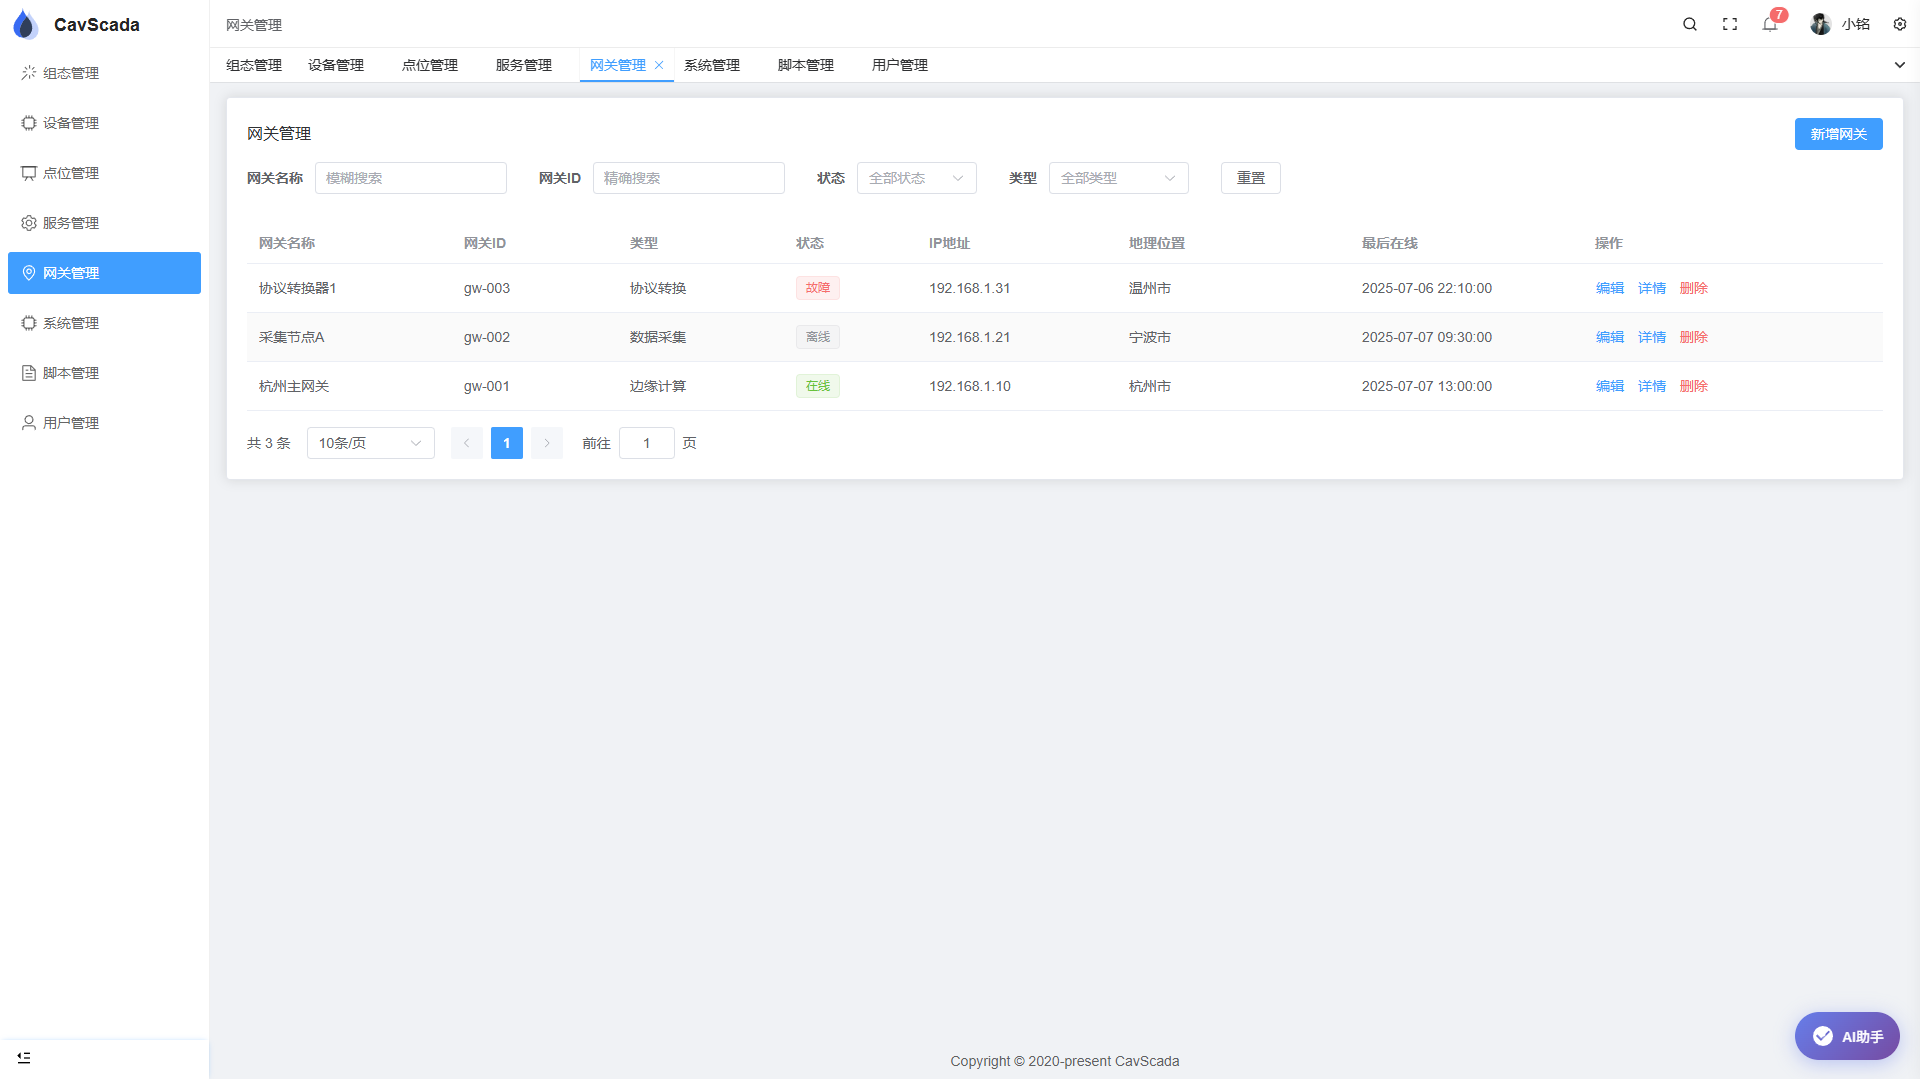 CavScada
组态管理
设备管理
点位管理
服务管理
网关管理
系统管理
脚本管理
用户管理
网关管理
7
小铭
组态管理 设备管理 点位管理 服务管理 网关管理 系统管理 脚本管理 用户管理
网关管理
新增网关
网关名称 模糊搜索 网关ID 精确搜索 状态 全部状态 类型 全部类型 重置
网关名称 网关ID 类型 状态 IP地址 地理位置 最后在线 操作
协议转换器1 gw-003 协议转换 故障 192.168.1.31 温州市 2025-07-06 22:10:00 编辑 详情 删除
采集节点A gw-002 数据采集 离线 192.168.1.21 宁波市 2025-07-07 09:30:00 编辑 详情 删除
杭州主网关 gw-001 边缘计算 在线 192.168.1.10 杭州市 2025-07-07 13:00:00 编辑 详情 删除
共 3 条 10条/页 1 前往 1 页
AI助手
Copyright © 2020-present CavScada